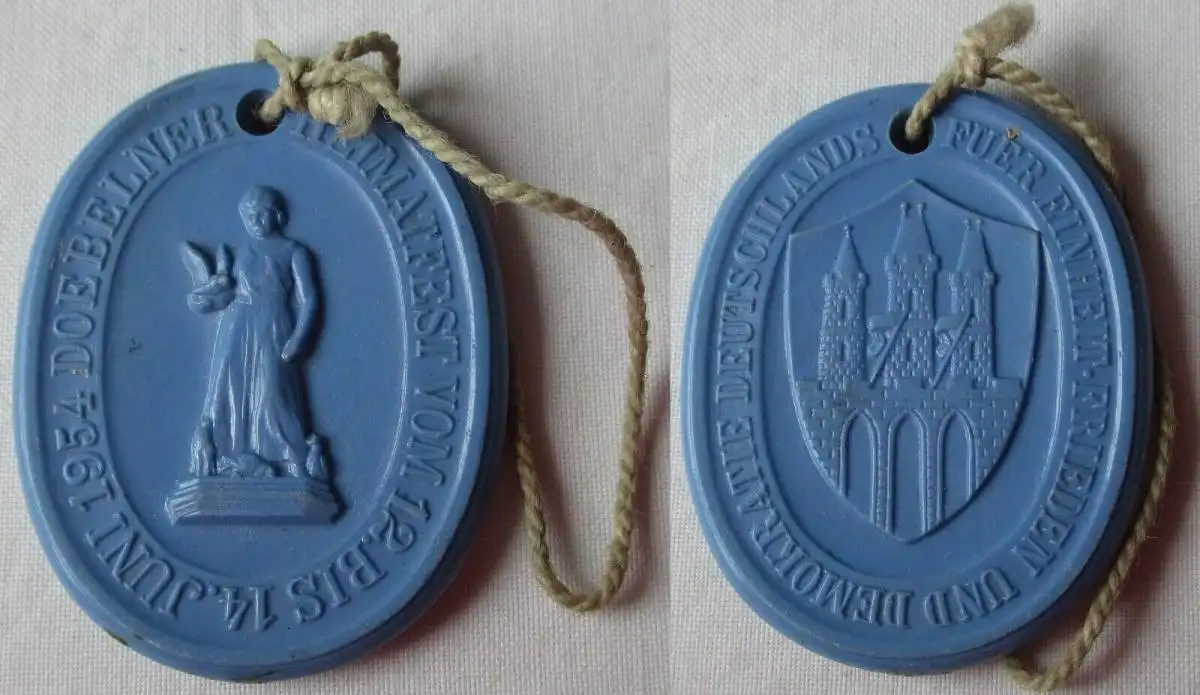 DOEBELNER HEIMATFEST VOM 12. BIS 14. JUNI 1954
FUER EINHEIT-FRIEDEN UND DEMOKRATIE DEUTSCHLANDS